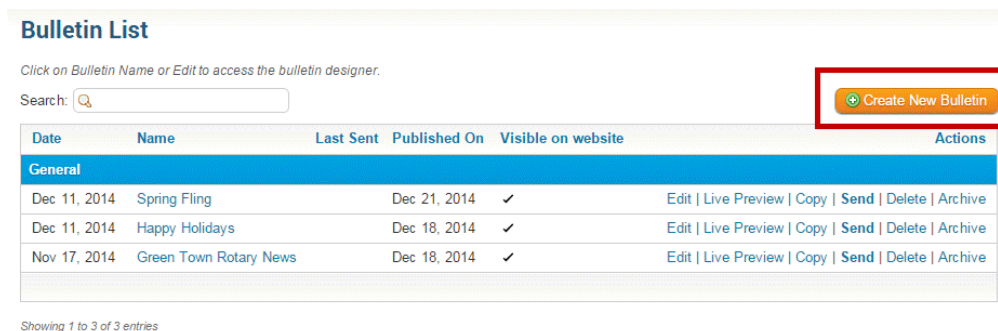 Bulletin List
Click on Bulletin Name or Edit to access the bulletin designer.
Search:
Create New Bulletin
Date Name Last Sent Published On Visible on website Actions
General
Dec 11, 2014 Spring Fling Dec 21, 2014 ✓ Edit | Live Preview | Copy | Send | Delete | Archive
Dec 11, 2014 Happy Holidays Dec 18, 2014 ✓ Edit | Live Preview | Copy | Send | Delete | Archive
Nov 17, 2014 Green Town Rotary News Dec 18, 2014 ✓ Edit | Live Preview | Copy | Send | Delete | Archive
Showing 1 to 3 of 3 entries